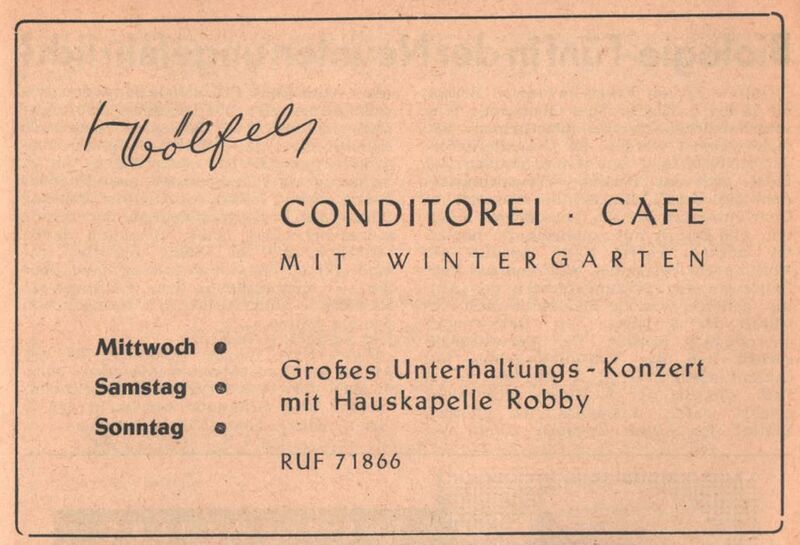 Wölfel
CONDITOREI · CAFE
MIT WINTERGARTEN
Mittwoch •
Samstag •
Sonntag •
Großes Unterhaltungs-Konzert
mit Hauskapelle Robby
RUF 71866